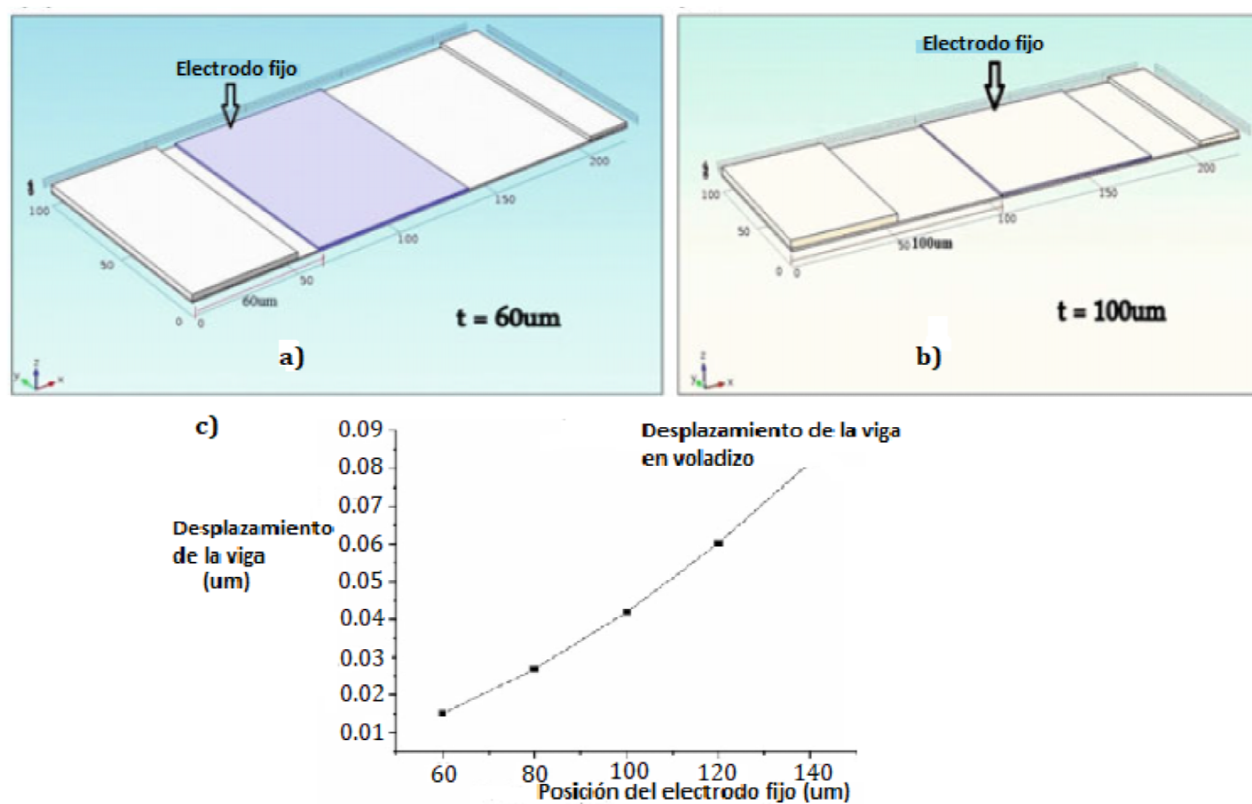 Electrodo fijo
100
50
0
0
50
100
150
200
60um
t = 60um
a)
y
z
x
Electrodo fijo
100
50
0
0
50
100
150
200
100um
t = 100um
b)
y
z
x
c)
Desplazamiento de la viga
en voladizo
Desplazamiento
de la viga
(um)
0.09
0.08
0.07
0.06
0.05
0.04
0.03
0.02
0.01
60
80
100
120
140
Posición del electrodo fijo (um)